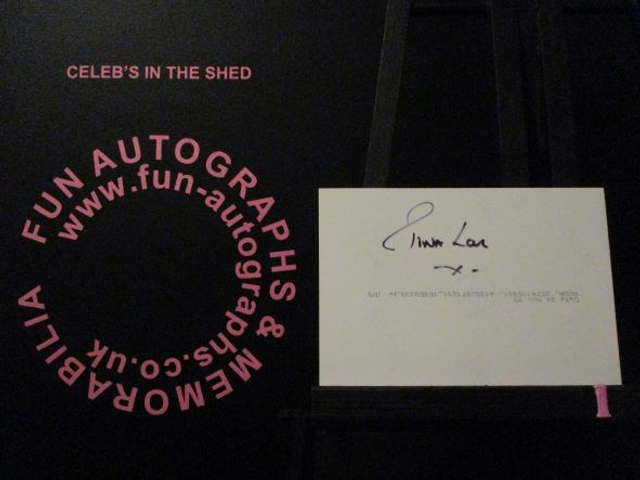 CELEB'S IN THE SHED
FUN AUTOGRAPHS & MEMORABILIA
www.fun-autographs.co.uk
-x-